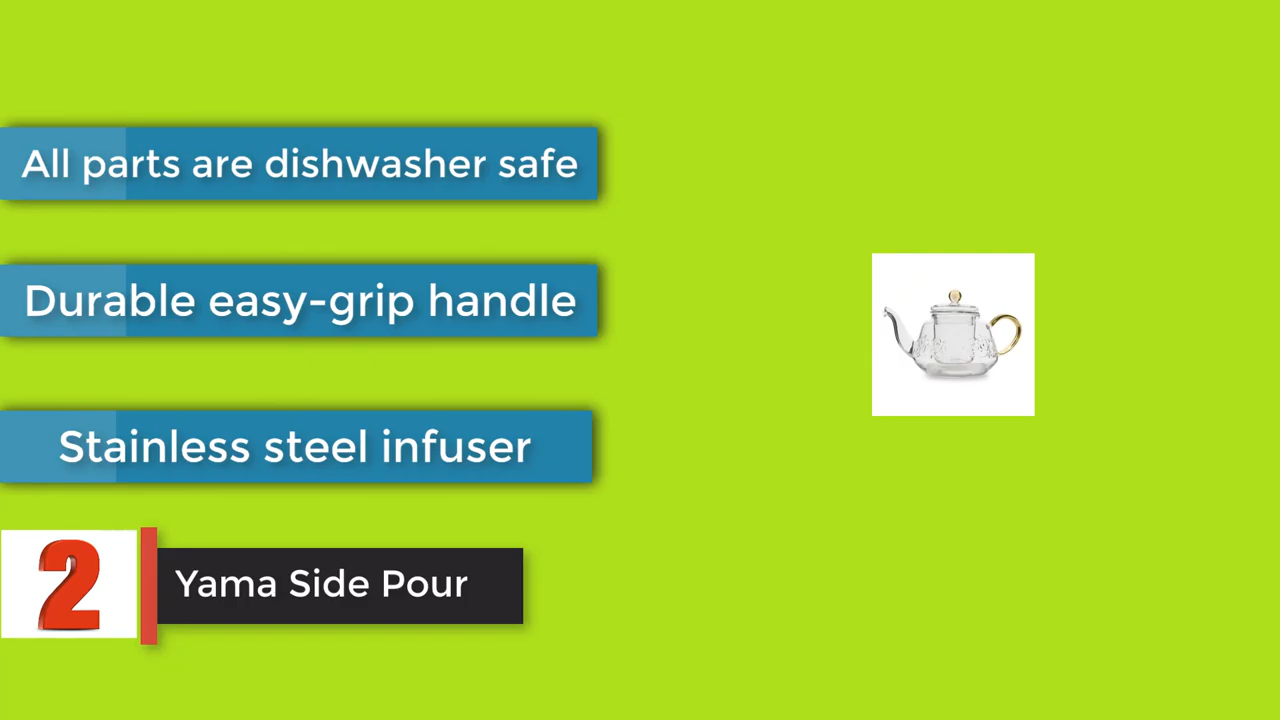 All parts are dishwasher safe
Durable easy-grip handle
Stainless steel infuser
2
Yama Side Pour